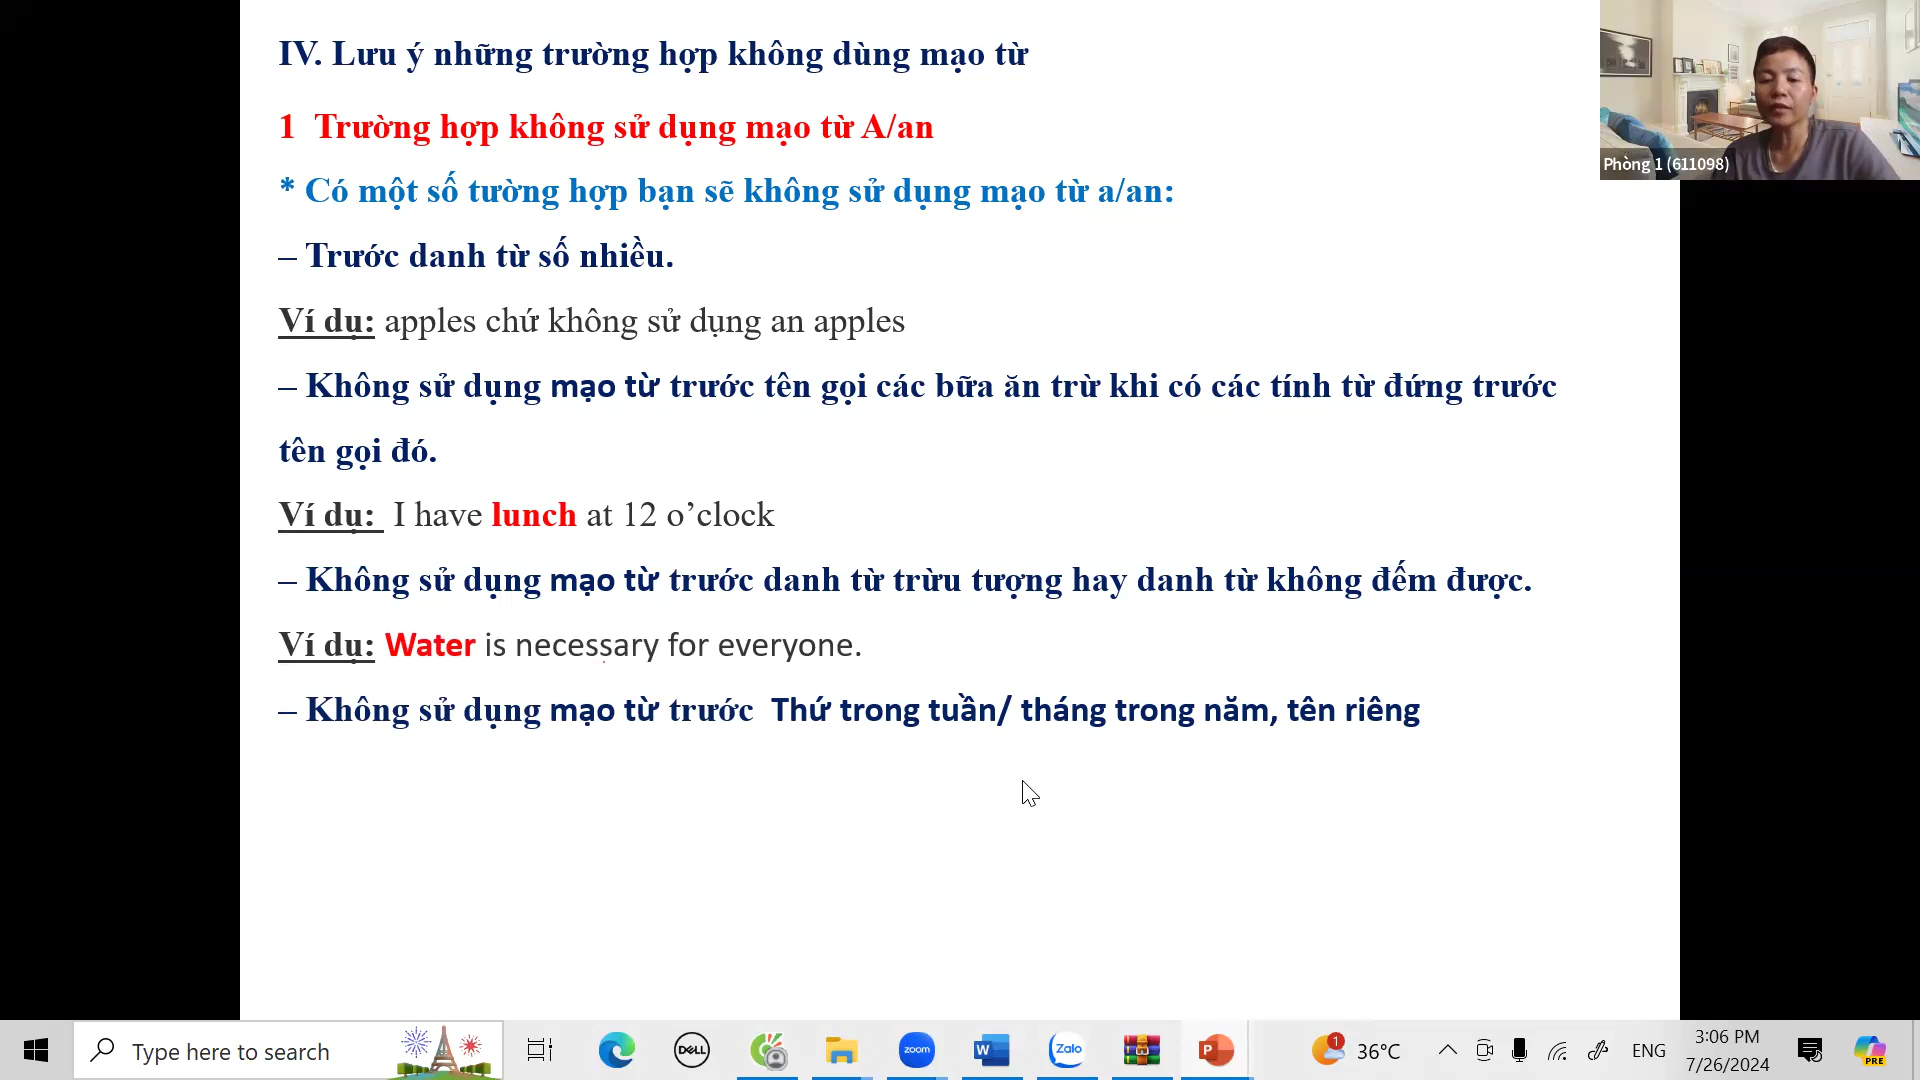 IV. Lưu ý những trường hợp không dùng mạo từ
1 Trường hợp không sử dụng mạo từ A/an
* Có một số tường hợp bạn sẽ không sử dụng mạo từ a/an:
– Trước danh từ số nhiều.
Ví dụ: apples chứ không sử dụng an apples
– Không sử dụng mạo từ trước tên gọi các bữa ăn trừ khi có các tính từ đứng trước
tên gọi đó.
Ví dụ: I have lunch at 12 o’clock
– Không sử dụng mạo từ trước danh từ trừu tượng hay danh từ không đếm được.
Ví dụ: Water is necessary for everyone.
– Không sử dụng mạo từ trước Thứ trong tuần/ tháng trong năm, tên riêng
Phòng 1 (611098)
Type here to search
DELL
zoom
W
Zalo
P
1
36°C
ENG
3:06 PM
7/26/2024
PRE